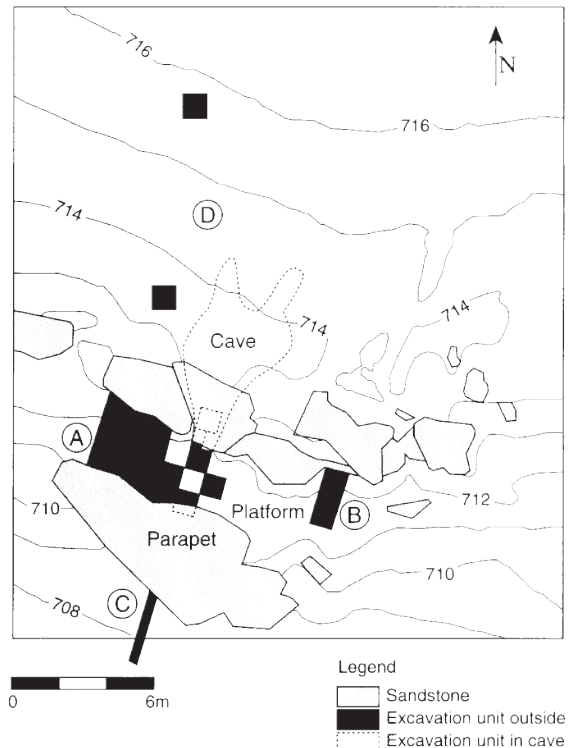 716
N
716
D
714
714
714
Cave
A
712
B
Platform
710
Parapet
710
C
708
0 6m
Legend
Sandstone
Excavation unit outside
Excavation unit in cave